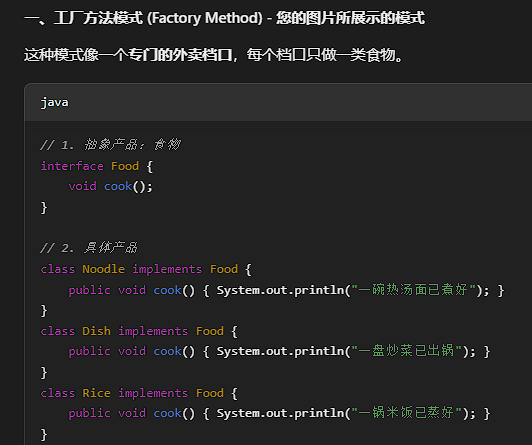 一、工厂方法模式 (Factory Method) - 您的图片所展示的模式
这种模式像一个专门的外卖档口，每个档口只做一类食物。
java
// 1. 抽象产品：食物
interface Food {
    void cook();
}
// 2. 具体产品
class Noodle implements Food {
    public void cook() { System.out.println("一碗热汤面已煮好"); }
}
class Dish implements Food {
    public void cook() { System.out.println("一盘炒菜已出锅"); }
}
class Rice implements Food {
    public void cook() { System.out.println("一锅米饭已蒸好"); }
}